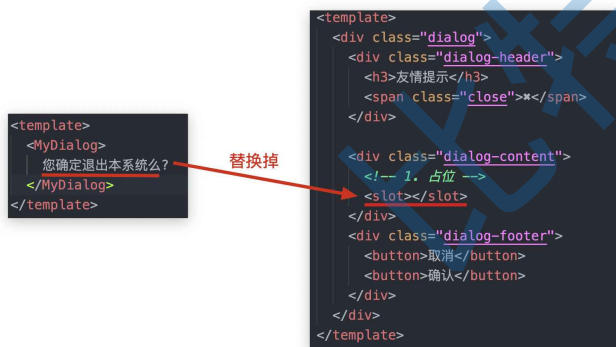 <template>
<MyDialog>
您确定退出本系统么?
</MyDialog>
</template>
替换掉
<template>
<div class="dialog">
<div class="dialog-header">
<h3>友情提示</h3>
<span class="close">✖</span>
</div>
<div class="dialog-content">
<!-- 1. 占位 -->
<slot></slot>
</div>
<div class="dialog-footer">
<button>取消</button>
<button>确认</button>
</div>
</div>
</template>